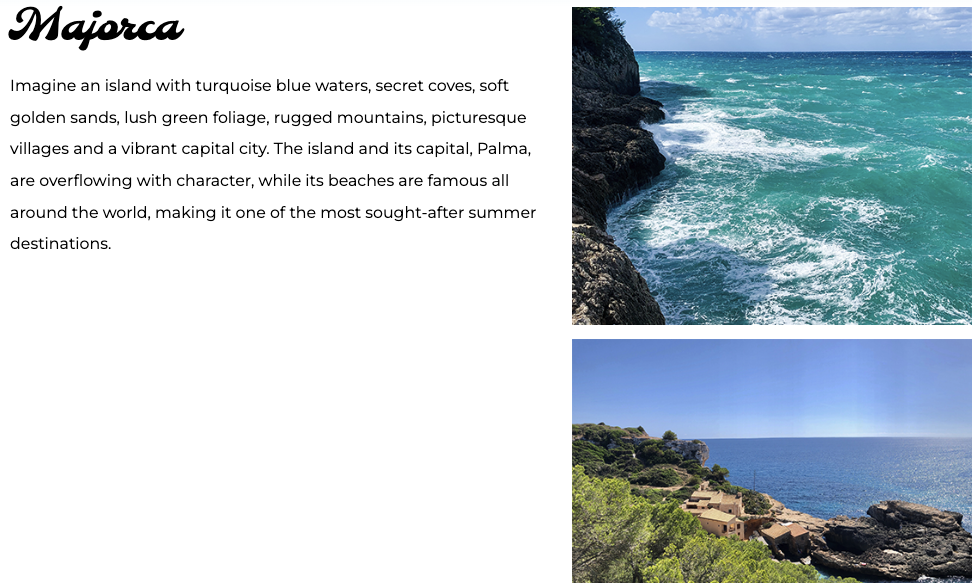 Majorca
Imagine an island with turquoise blue waters, secret coves, soft
golden sands, lush green foliage, rugged mountains, picturesque
villages and a vibrant capital city. The island and its capital, Palma,
are overflowing with character, while its beaches are famous all
around the world, making it one of the most sought-after summer
destinations.